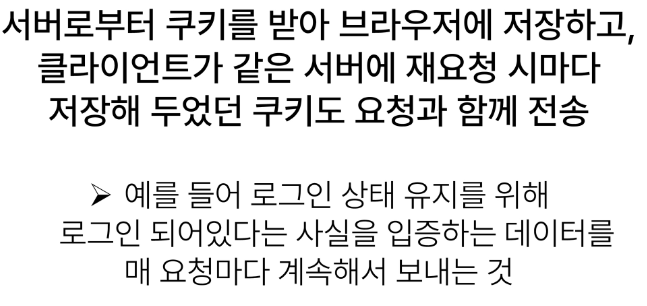 서버로부터 쿠키를 받아 브라우저에 저장하고,
클라이언트가 같은 서버에 재요청 시마다
저장해 두었던 쿠키도 요청과 함께 전송
➢ 예를 들어 로그인 상태 유지를 위해
로그인 되어있다는 사실을 입증하는 데이터를
매 요청마다 계속해서 보내는 것